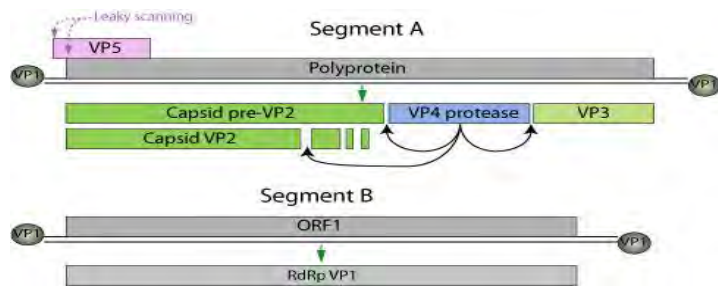 Leaky scanning
Segment A
VP5
Polyprotein
VP1
VP1
Capsid pre-VP2
VP4 protease
VP3
Capsid VP2
Segment B
ORF1
VP1
VP1
RdRp VP1